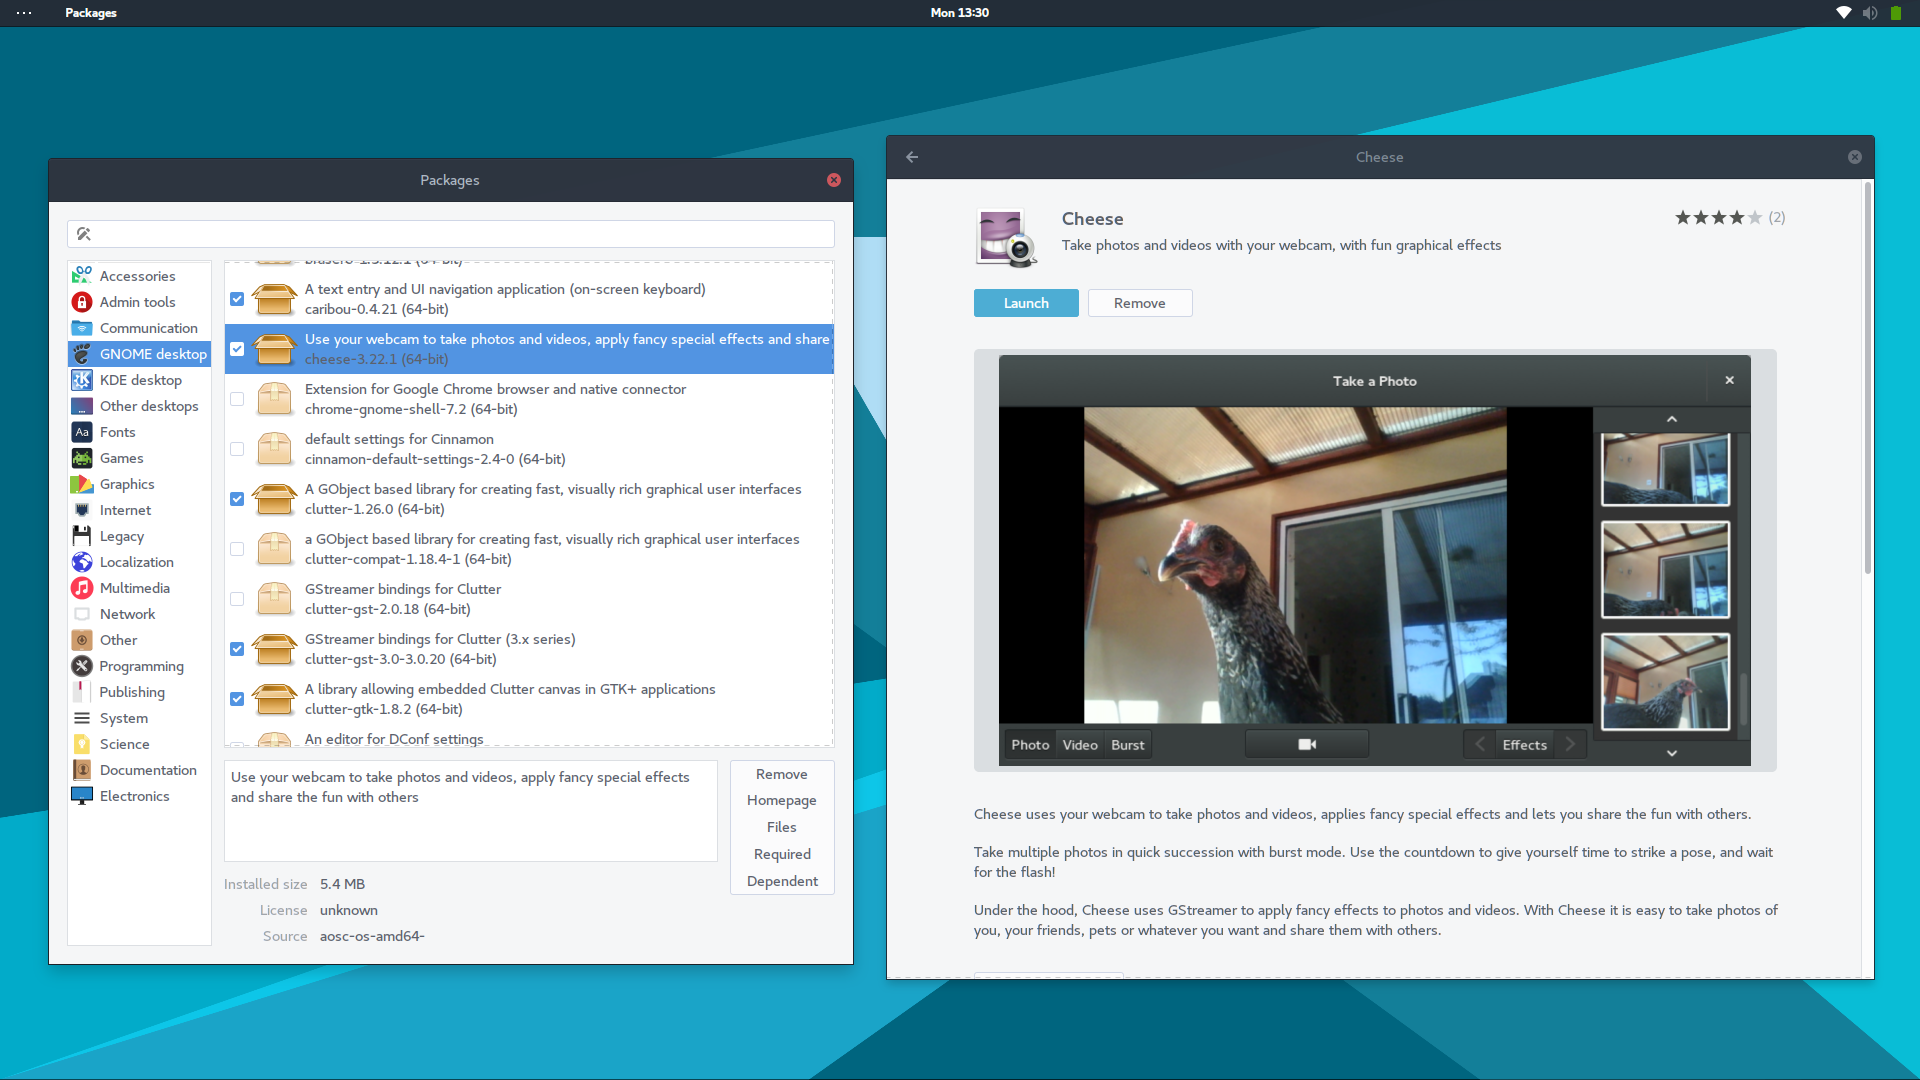 Packages
Mon 13:30
Packages
Accessories
Admin tools
Communication
GNOME desktop
KDE desktop
Other desktops
Aa
Fonts
Games
Graphics
Internet
Legacy
Localization
Multimedia
Network
Other
Programming
Publishing
System
Science
Documentation
Electronics
brasero-3.12.1 (64-bit)
A text entry and UI navigation application (on-screen keyboard)
caribou-0.4.21 (64-bit)
Use your webcam to take photos and videos, apply fancy special effects and share
cheese-3.22.1 (64-bit)
Extension for Google Chrome browser and native connector
chrome-gnome-shell-7.2 (64-bit)
default settings for Cinnamon
cinnamon-default-settings-2.4-0 (64-bit)
A GObject based library for creating fast, visually rich graphical user interfaces
clutter-1.26.0 (64-bit)
a GObject based library for creating fast, visually rich graphical user interfaces
clutter-compat-1.18.4-1 (64-bit)
GStreamer bindings for Clutter
clutter-gst-2.0.18 (64-bit)
GStreamer bindings for Clutter (3.x series)
clutter-gst-3.0-3.0.20 (64-bit)
A library allowing embedded Clutter canvas in GTK+ applications
clutter-gtk-1.8.2 (64-bit)
An editor for DConf settings
Use your webcam to take photos and videos, apply fancy special effects
and share the fun with others
Remove
Homepage
Files
Required
Dependent
Installed size 5.4 MB
License unknown
Source aosc-os-amd64-
Cheese
Cheese
(2)
Take photos and videos with your webcam, with fun graphical effects
Launch
Remove
Take a Photo
Photo
Video
Burst
Effects
Cheese uses your webcam to take photos and videos, applies fancy special effects and lets you share the fun with others.
Take multiple photos in quick succession with burst mode. Use the countdown to give yourself time to strike a pose, and wait
for the flash!
Under the hood, Cheese uses GStreamer to apply fancy effects to photos and videos. With Cheese it is easy to take photos of
you, your friends, pets or whatever you want and share them with others.